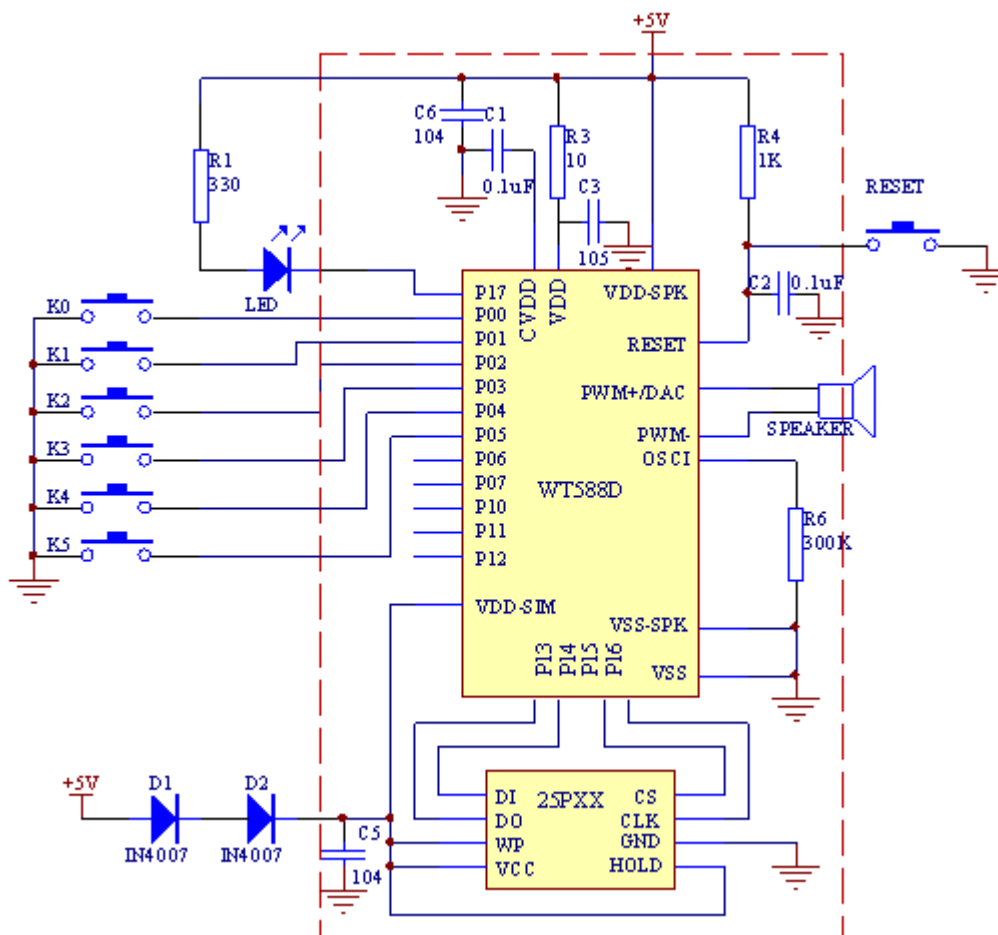 +5V
C6
104
C1
0.1uF
R3
10
C3
105
R4
1K
RESET
R1
330
LED
C2
0.1uF
K0
K1
K2
K3
K4
K5
P17
P00
P01
P02
P03
P04
P05
P06
P07
P10
P11
P12
VDD-SIM
CVDD
VDD
VDD-SPK
RESET
PWM+/DAC
PWM-
OSCI
WT588D
SPEAKER
R6
300K
VSS-SPK
VSS
P13
P14
P15
P16
+5V
D1
IN4007
D2
IN4007
C5
104
25PXX
DI
DO
WP
VCC
CS
CLK
GND
HOLD